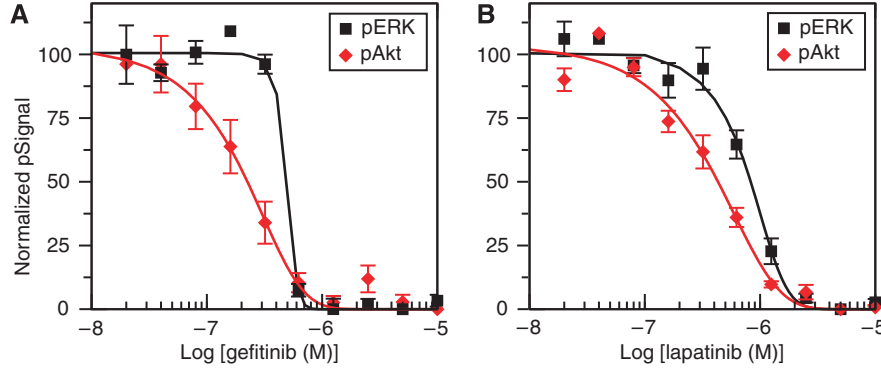 A
pERK
pAkt
Normalized pSignal
100
75
50
25
0
−8
−7
−6
−5
Log [gefitinib (M)]
B
pERK
pAkt
100
75
50
25
0
−8
−7
−6
−5
Log [lapatinib (M)]